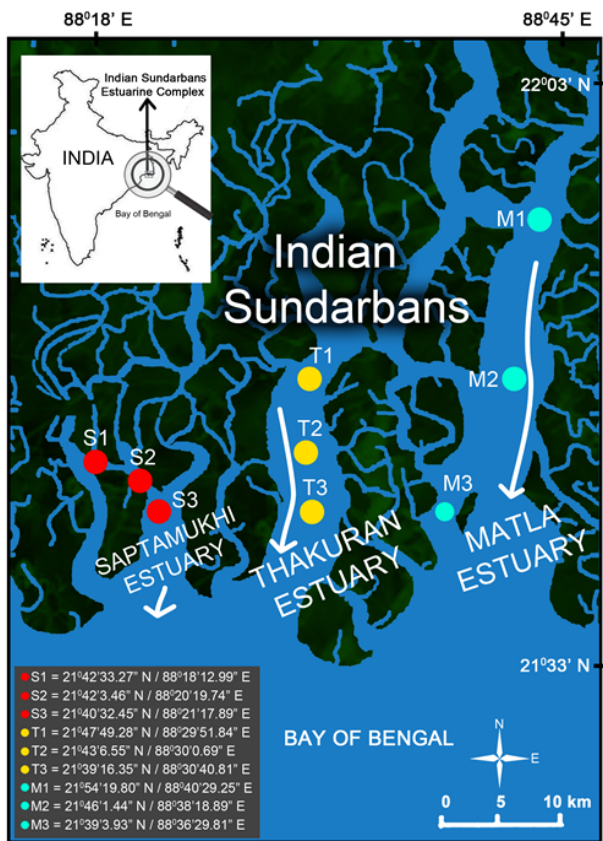 88⁰18' E
88⁰45' E
22⁰03' N
Indian Sundarbans
Estuarine Complex
INDIA
Bay of Bengal
M1
Indian
Sundarbans
T1
M2
S1
T2
S2
S3
T3
M3
SAPTAMUKHI
ESTUARY
THAKURAN
ESTUARY
MATLA
ESTUARY
21⁰33' N
S1 = 21⁰42'33.27" N / 88⁰18'12.99" E
S2 = 21⁰42'3.46" N / 88⁰20'19.74" E
S3 = 21⁰40'32.45" N / 88⁰21'17.89" E
T1 = 21⁰47'49.28" N / 88⁰29'51.84" E
T2 = 21⁰43'6.55" N / 88⁰30'0.69" E
T3 = 21⁰39'16.35" N / 88⁰30'40.81" E
M1 = 21⁰54'19.80" N / 88⁰40'29.25" E
M2 = 21⁰46'1.44" N / 88⁰38'18.89" E
M3 = 21⁰39'3.93" N / 88⁰36'29.81" E
BAY OF BENGAL
N
E
0 5 10 km